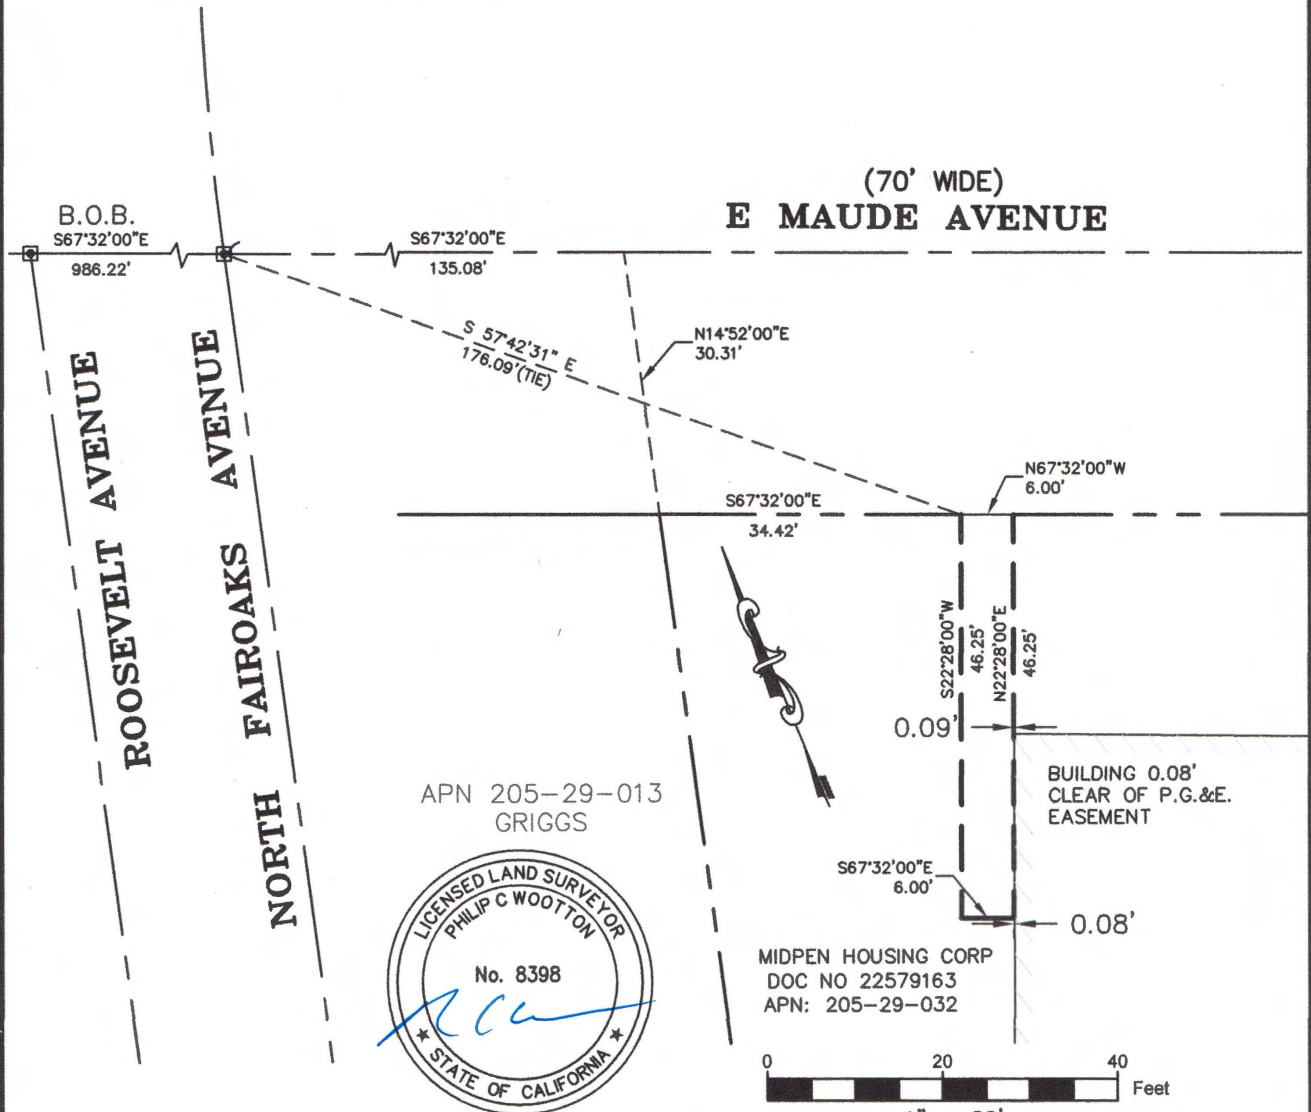 (70' WIDE)
E MAUDE AVENUE
B.O.B.
S67°32'00"E
986.22'
S67°32'00"E
135.08'
S 57°42'31" E
176.09'(TIE)
N14°52'00"E
30.31'
N67°32'00"W
6.00'
S67°32'00"E
34.42'
ROOSEVELT AVENUE
NORTH FAIROAKS AVENUE
S22°28'00"W
46.25'
N22°28'00"E
46.25'
0.09'
BUILDING 0.08'
CLEAR OF P.G.&E.
EASEMENT
APN 205-29-013
GRIGGS
S67°32'00"E
6.00'
0.08'
LICENSED LAND SURVEYOR
PHILIP C WOOTTON
No. 8398
STATE OF CALIFORNIA
MIDPEN HOUSING CORP
DOC NO 22579163
APN: 205-29-032
0 20 40
Feet